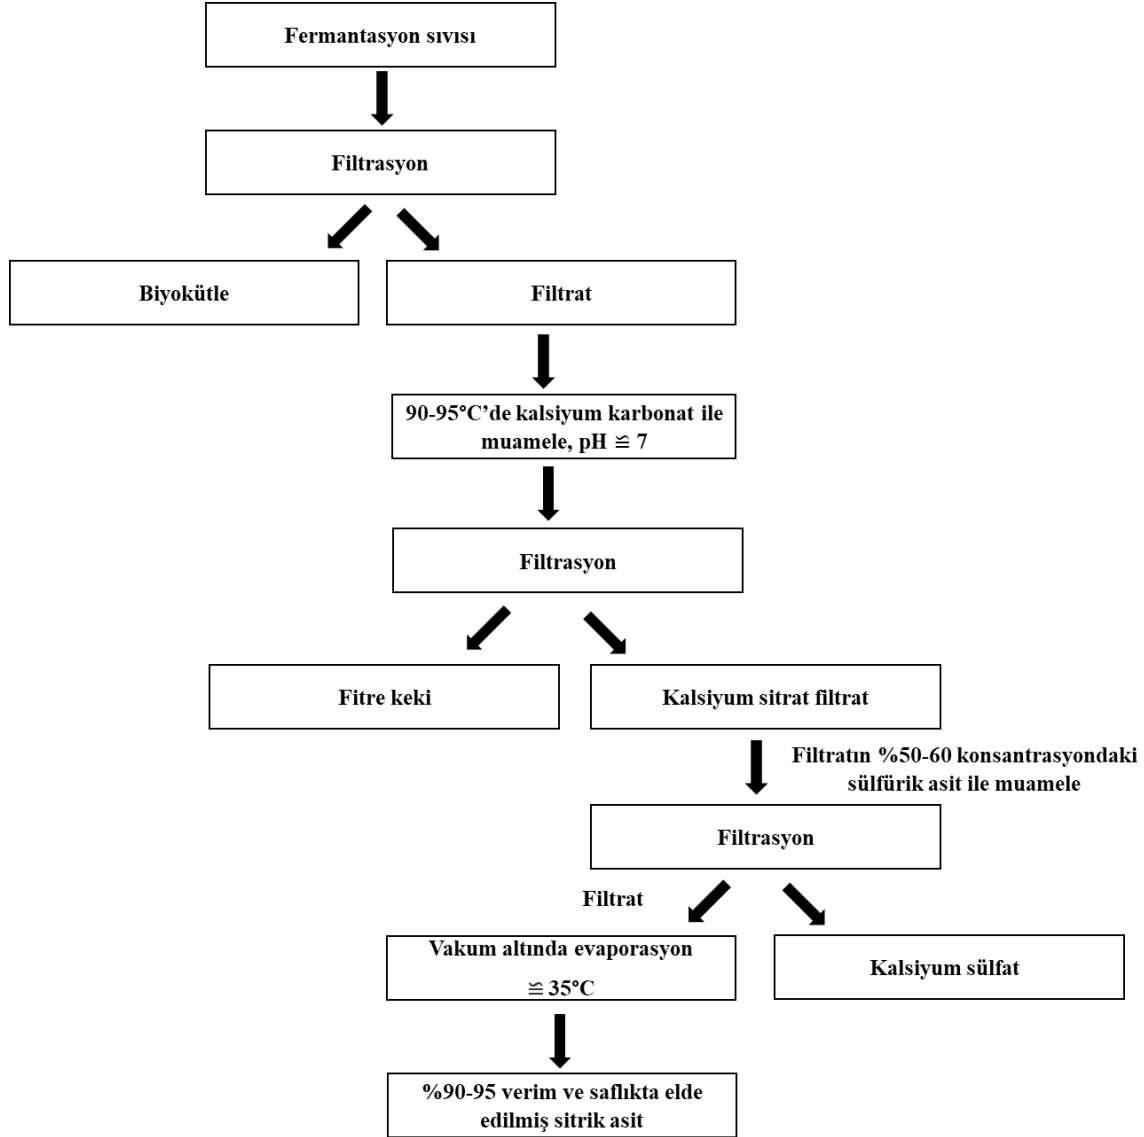 Fermantasyon sıvısı
Filtrasyon
Biyokütle
Filtrat
90-95°C’de kalsiyum karbonat ile
muamele, pH ≌ 7
Filtrasyon
Fitre keki
Kalsiyum sitrat filtrat
Filtratın %50-60 konsantrasyondaki
sülfürik asit ile muamele
Filtrasyon
Filtrat
Vakum altında evaporasyon
≌ 35°C
Kalsiyum sülfat
%90-95 verim ve saflıkta elde
edilmiş sitrik asit